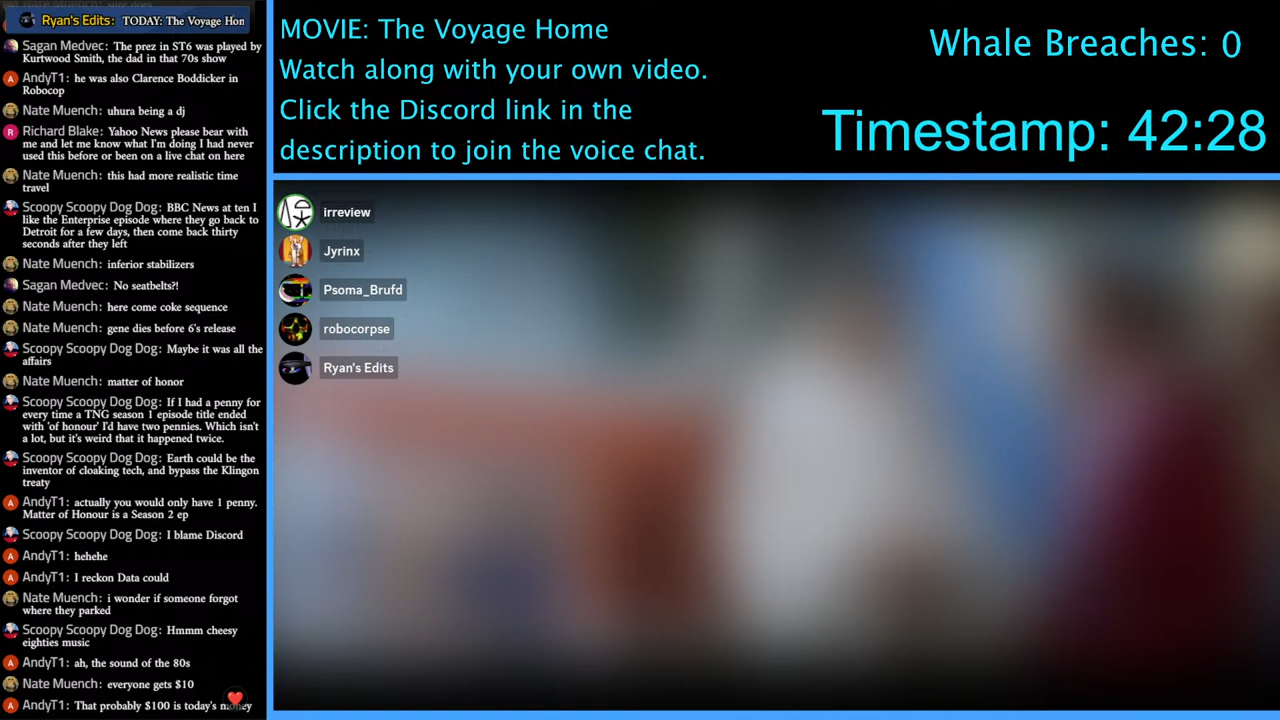 Ryan's Edits: TODAY: The Voyage Hon
Sagan Medvec: The prez in ST6 was played by
Kurtwood Smith, the dad in that 70s show
AndyT1: he was also Clarence Boddicker in
Robocop
Nate Muench: uhura being a dj
Richard Blake: Yahoo News please bear with
me and let me know what I'm doing I had never
used this before or been on a live chat on here
Nate Muench: this had more realistic time
travel
Scoopy Scoopy Dog Dog: BBC News at ten I
like the Enterprise episode where they go back to
Detroit for a few days, then come back thirty
seconds after they left
Nate Muench: inferior stabilizers
Sagan Medvec: No seatbelts?!
Nate Muench: here come coke sequence
Nate Muench: gene dies before 6's release
Scoopy Scoopy Dog Dog: Maybe it was all the
affairs
Nate Muench: matter of honor
Scoopy Scoopy Dog Dog: If I had a penny for
every time a TNG season 1 episode title ended
with 'of honour' I'd have two pennies. Which isn't
a lot, but it's weird that it happened twice.
Scoopy Scoopy Dog Dog: Earth could be the
inventor of cloaking tech, and bypass the Klingon
treaty
AndyT1: actually you would only have 1 penny.
Matter of Honour is a Season 2 ep
Scoopy Scoopy Dog Dog: I blame Discord
AndyT1: hehehe
AndyT1: I reckon Data could
Nate Muench: i wonder if someone forgot
where they parked
Scoopy Scoopy Dog Dog: Hmmm cheesy
eighties music
AndyT1: ah, the sound of the 80s
Nate Muench: everyone gets $10
AndyT1: That probably $100 is today's money
MOVIE: The Voyage Home
Watch along with your own video.
Click the Discord link in the
description to join the voice chat.
Whale Breaches: 0
Timestamp: 42:28
irreview
Jyrinx
Psoma_Brufd
robocorpse
Ryan's Edits